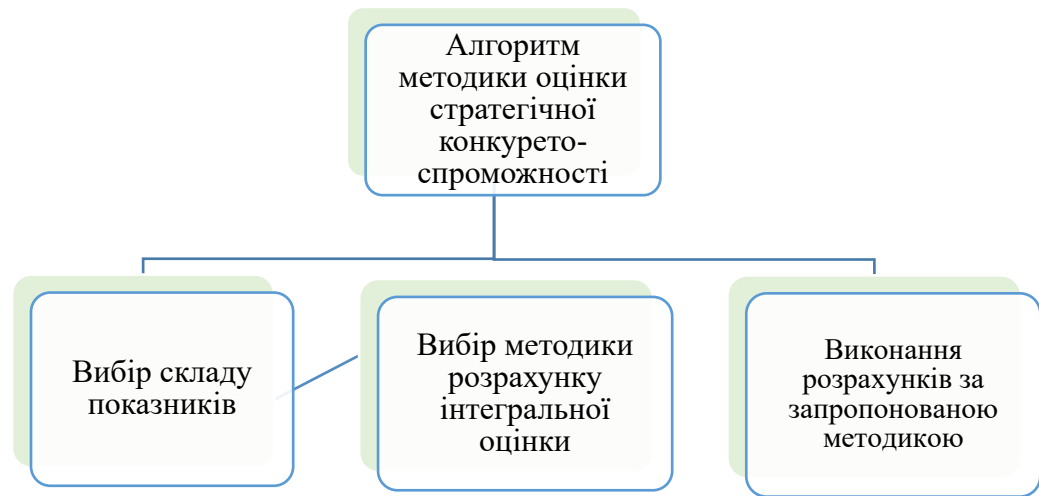 Алгоритм
методики оцінки
стратегічної
конкурето-
спроможності
Вибір складу
показників
Вибір методики
розрахунку
інтегральної
оцінки
Виконання
розрахунків за
запропонованою
методикою